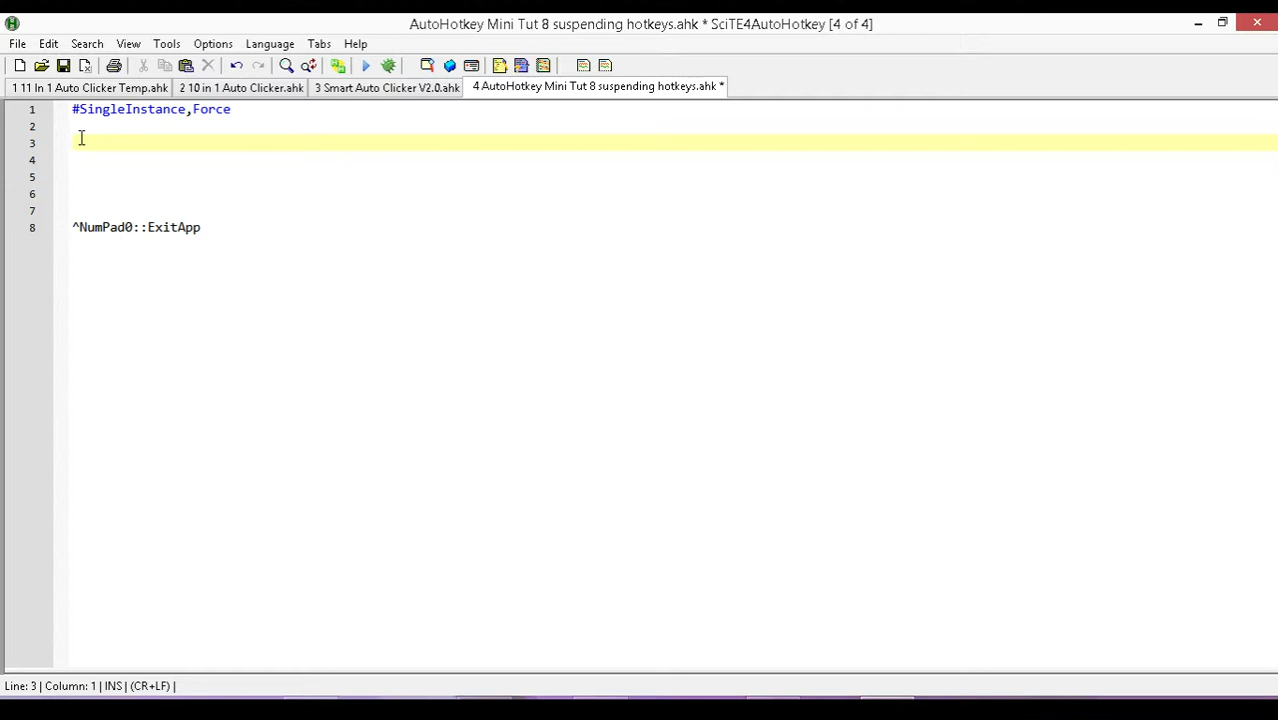 AutoHotkey Mini Tut 8 suspending hotkeys.ahk * SciTE4AutoHotkey [4 of 4]
File Edit Search View Tools Options Language Tabs Help
1 11 In 1 Auto Clicker Temp.ahk 2 10 in 1 Auto Clicker.ahk 3 Smart Auto Clicker V2.0.ahk 4 AutoHotkey Mini Tut 8 suspending hotkeys.ahk *
1 #SingleInstance,Force
2
3
4
5
6
7
8 ^NumPad0::ExitApp
Line: 3 | Column: 1 | INS | (CR+LF) |